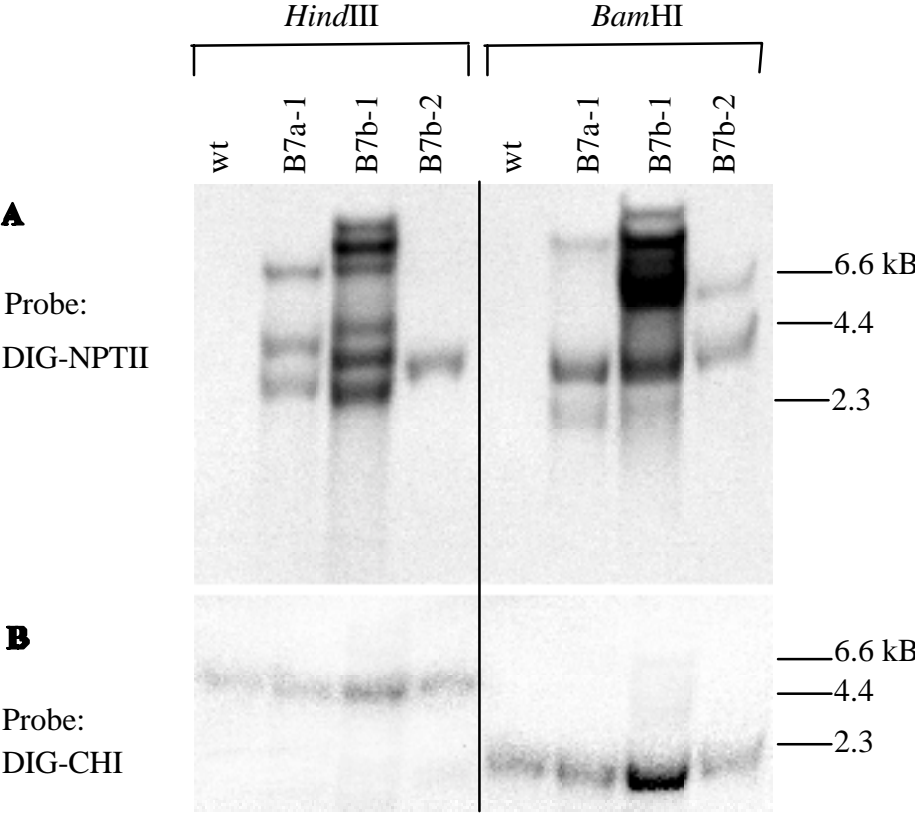 HindIII BamHI
wt B7a-1 B7b-1 B7b-2 wt B7a-1 B7b-1 B7b-2
A
Probe:
DIG-NPTII
6.6 kB
4.4
2.3
B
Probe:
DIG-CHI
6.6 kB
4.4
2.3